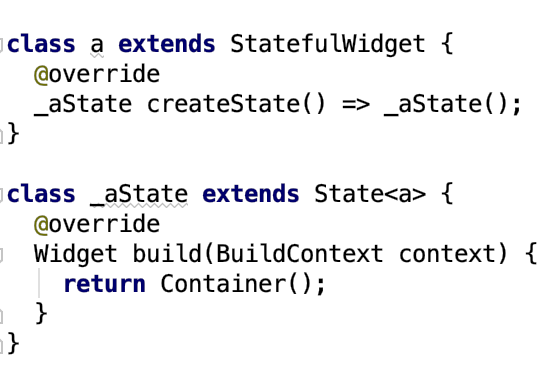 class a extends StatefulWidget {
  @override
  _aState createState() => _aState();
}

class _aState extends State<a> {
  @override
  Widget build(BuildContext context) {
    return Container();
  }
}